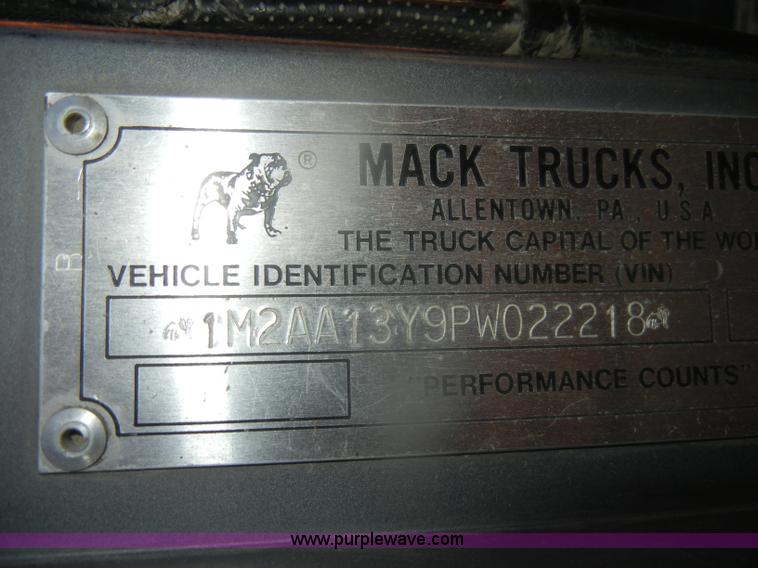 ®
MACK TRUCKS, INC
ALLENTOWN, PA., U.S.A
THE TRUCK CAPITAL OF THE
VEHICLE IDENTIFICATION NUMBER (VIN)
1M2AA13Y9PW022218
"PERFORMANCE COUNTS"
B
www.purplewave.com